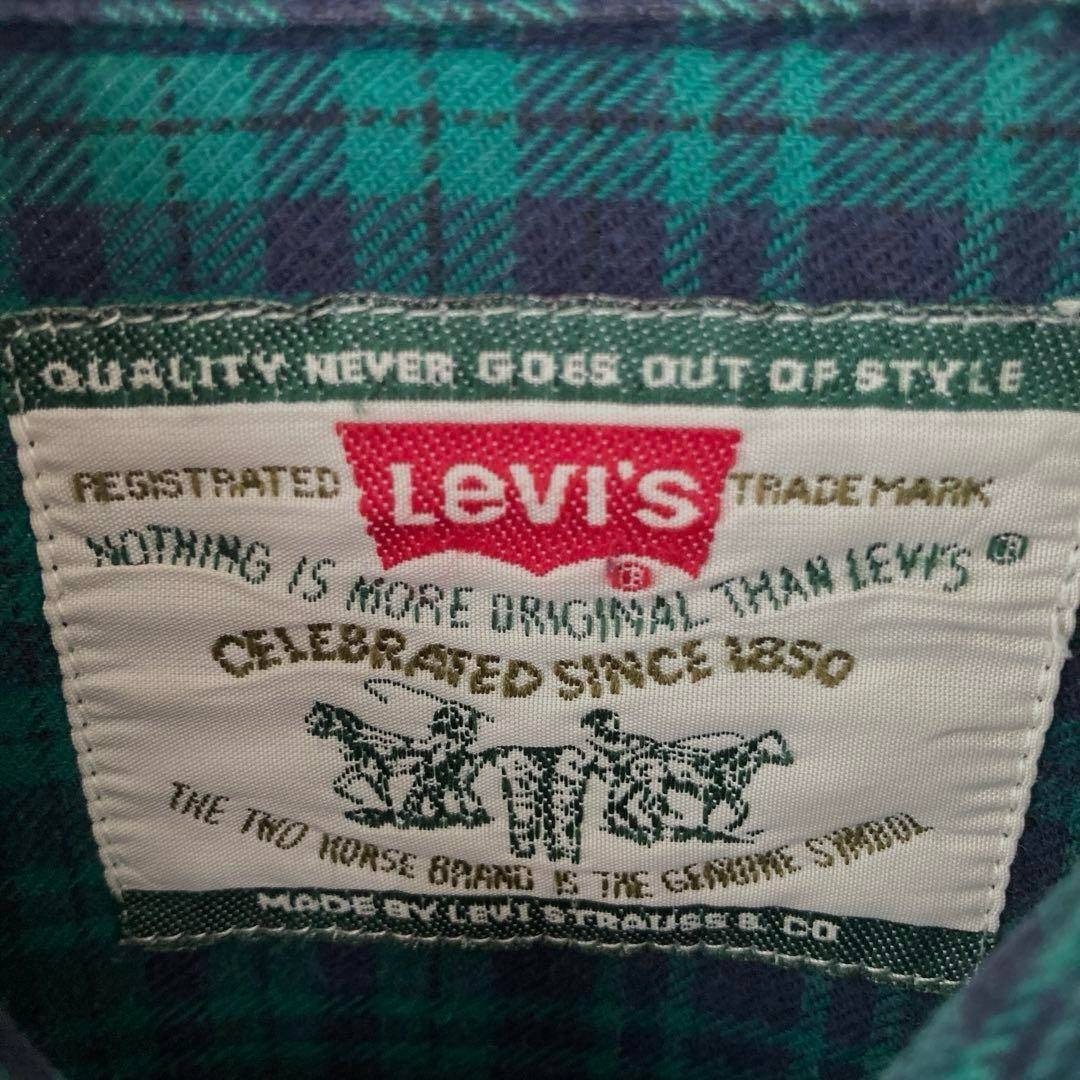 QUALITY NEVER GOES OUT OF STYLE
REGISTRATED LEVI'S TRADE MARK
®
NOTHING IS MORE ORIGINAL THAN LEVI'S ®
CELEBRATED SINCE 1850
THE TWO HORSE BRAND IS THE GENUINE SYMBOL
MADE BY LEVI STRAUSS & CO